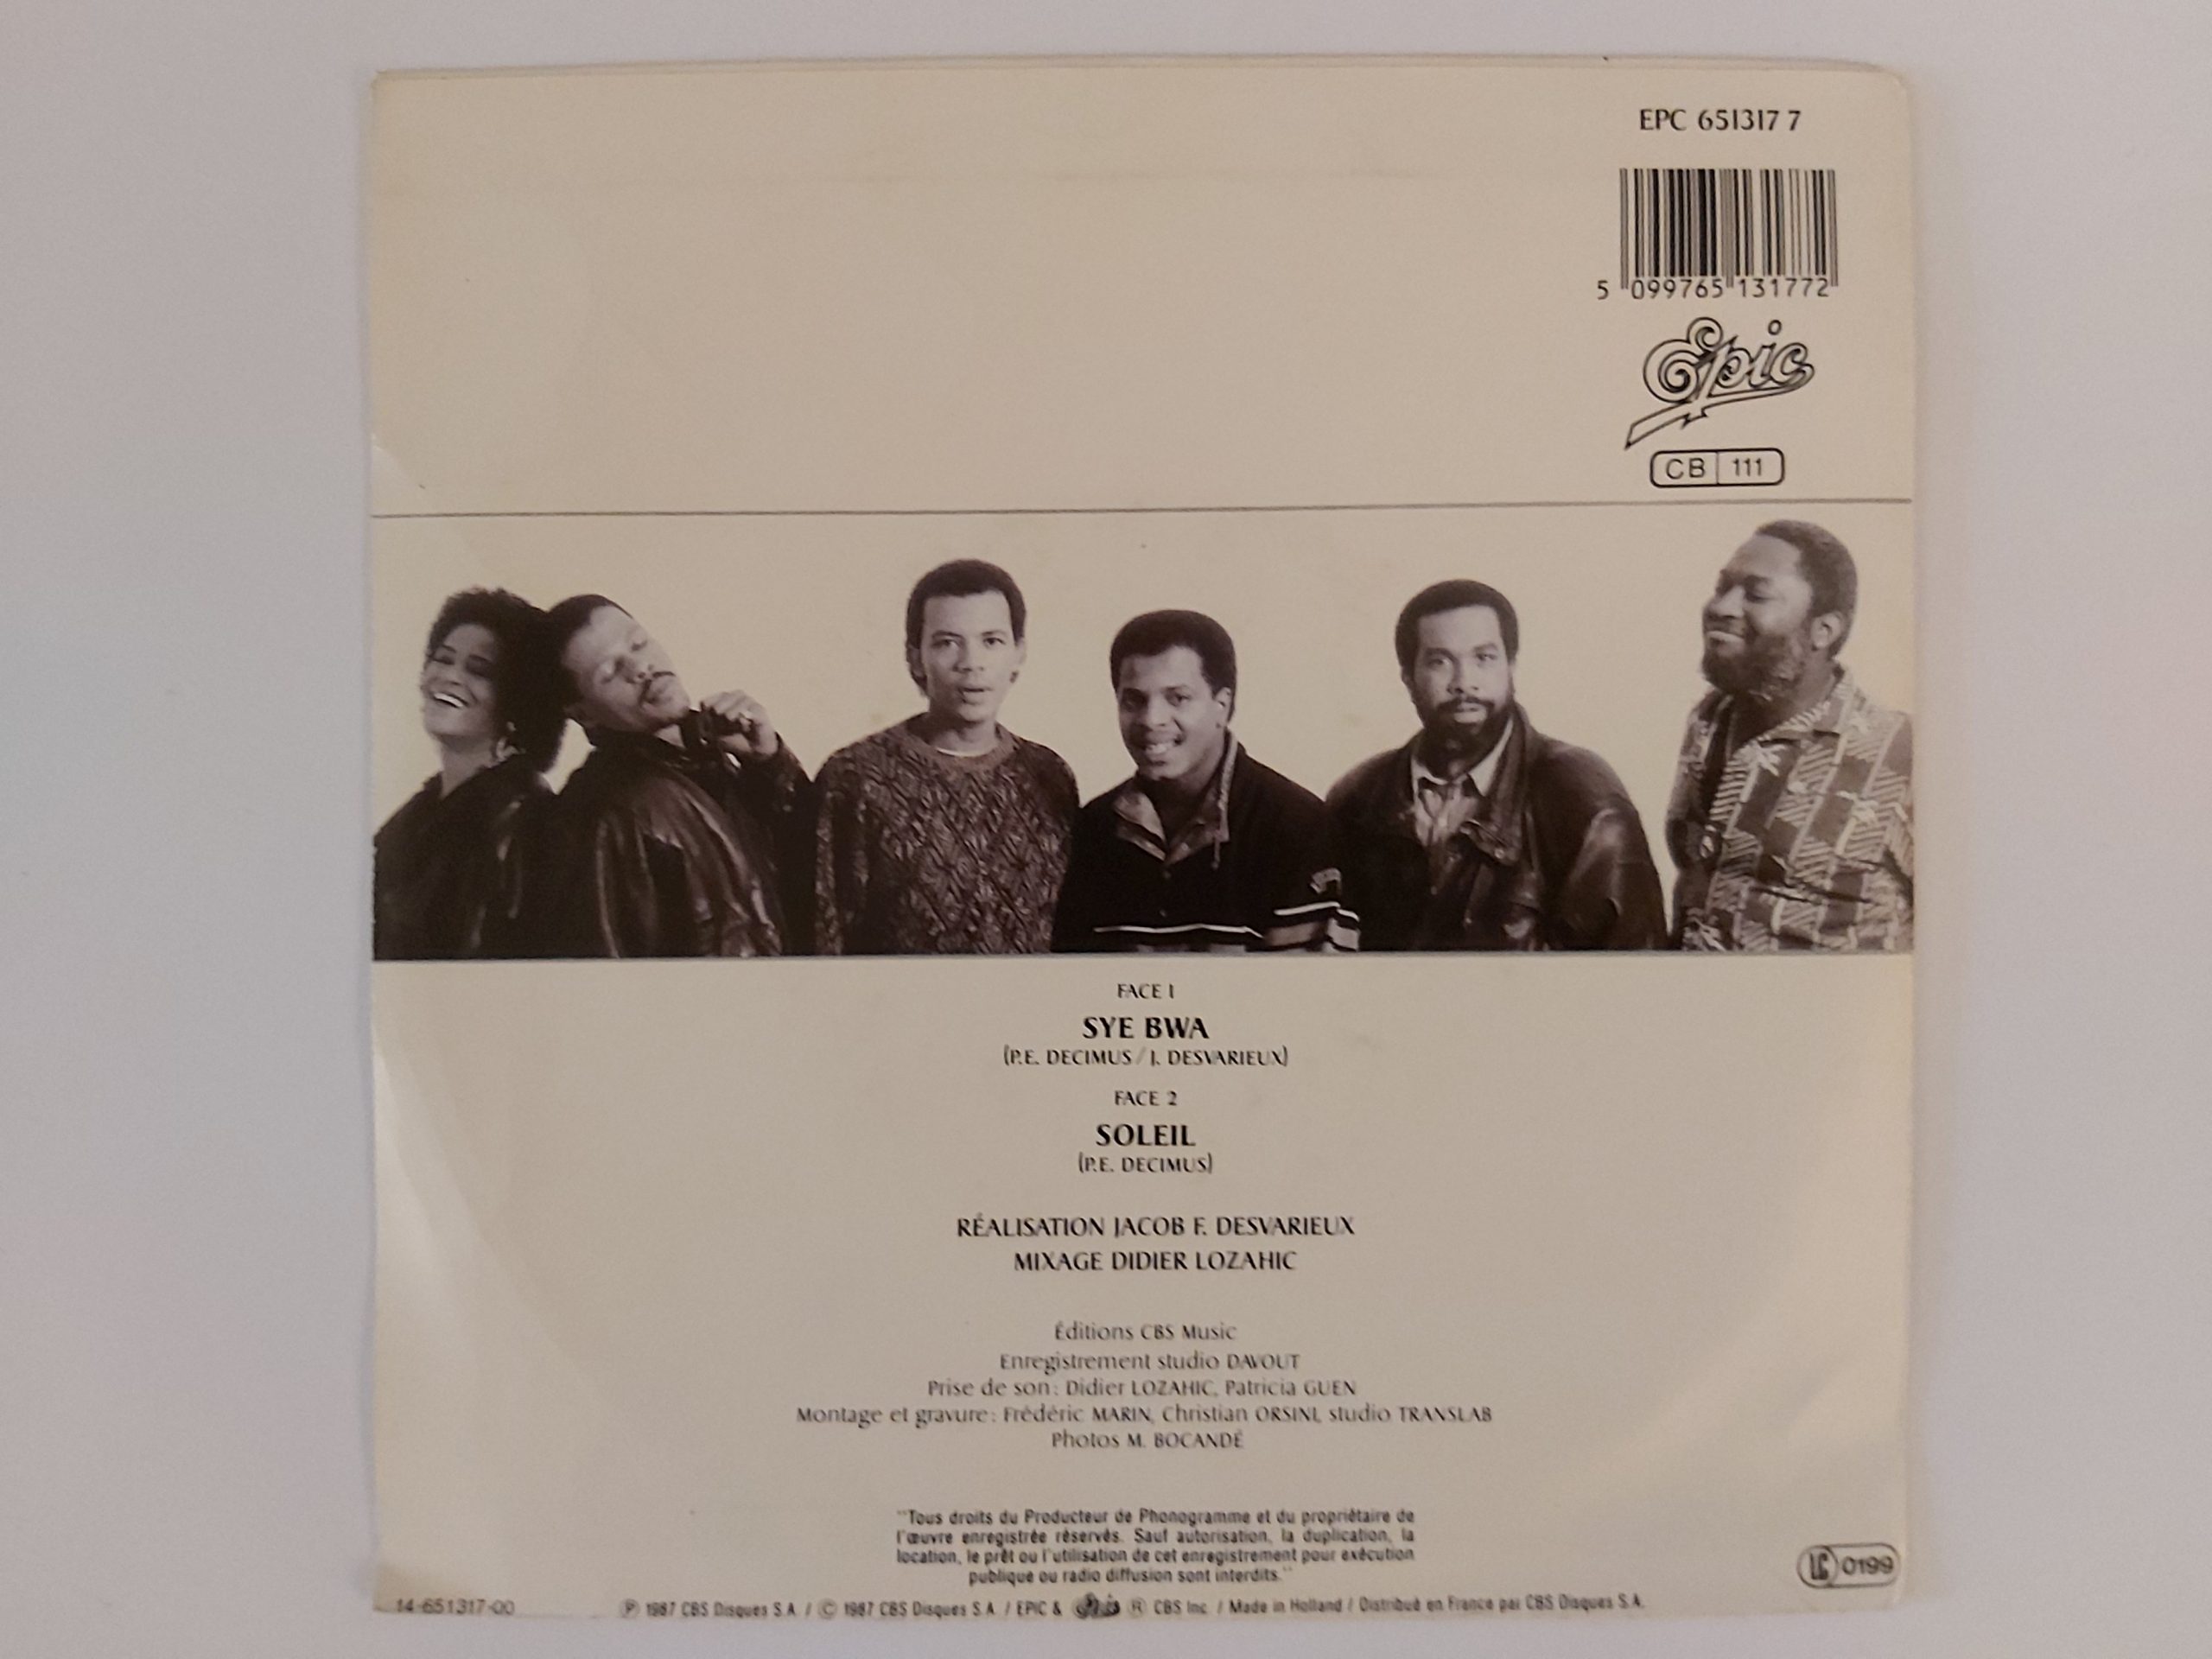 EPC 651317 7
5 099765 131772
Epic
CB 111
FACE 1
SYE BWA
(P.E. DECIMUS / J. DESVARIEUX)
FACE 2
SOLEIL
(P.E. DECIMUS)
RÉALISATION JACOB F. DESVARIEUX
MIXAGE DIDIER LOZAHIC
Éditions CBS Music
Enregistrement studio DAVOUT
Prise de son : Didier LOZAHIC, Patricia GUEN
Montage et gravure : Frédéric MARIN, Christian ORSINI, studio TRANSLAB
Photos M. BOCANDÉ
"Tous droits du Producteur de Phonogramme et du propriétaire de
l'œuvre enregistrée réservés. Sauf autorisation, la duplication, la
location, le prêt ou l'utilisation de cet enregistrement pour exécution
publique ou radio diffusion sont interdits."
LC 0199
14-651317-00
Ⓟ 1987 CBS Disques S.A. / © 1987 CBS Disques S.A. / EPIC & Epic ® CBS Inc. / Made in Holland / Distribué en France par CBS Disques S.A.